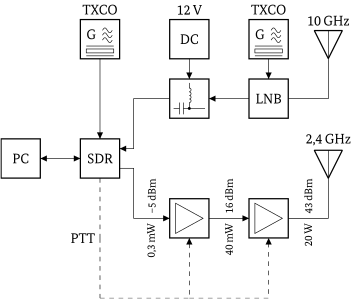 TXCO
12 V
TXCO
10 GHz
G
DC
G
LNB
2,4 GHz
PC
SDR
−5 dBm
16 dBm
43 dBm
PTT
0,3 mW
40 mW
20 W